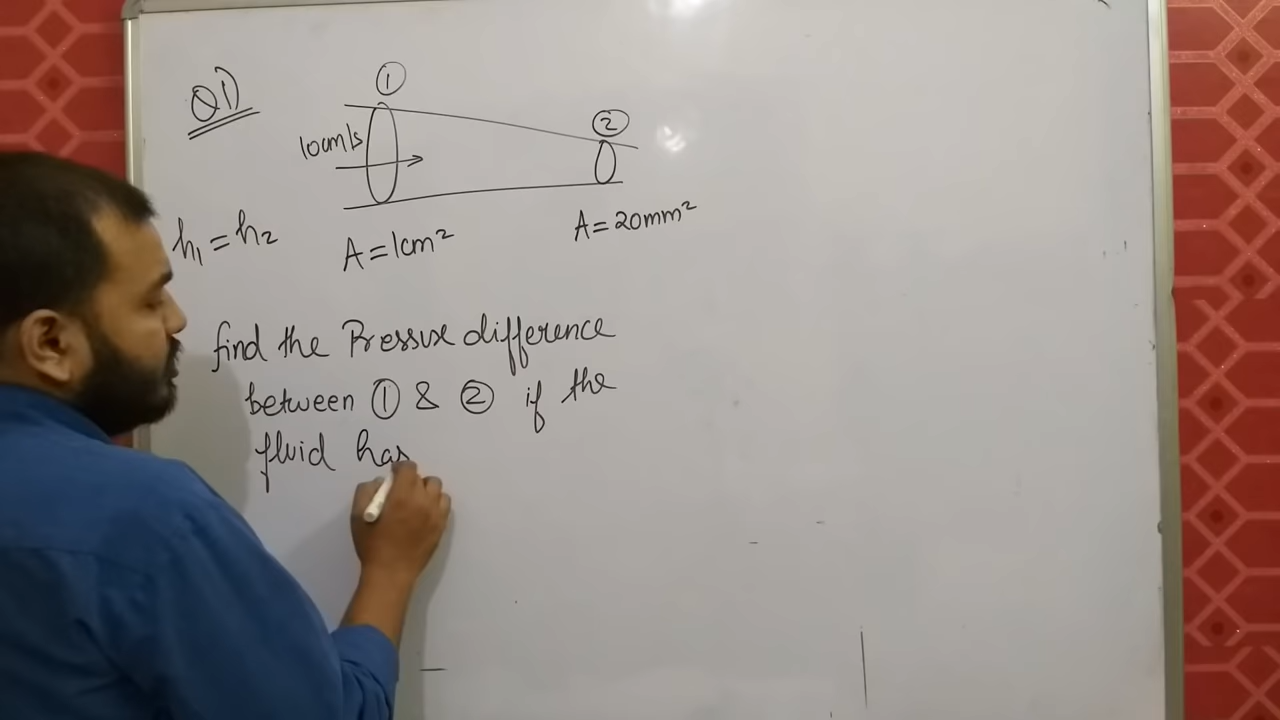 Q1)
①
②
10cm/s
h₁ = h₂
A = 1cm²
A = 20mm²
find the Pressure difference
between ① & ② if the
fluid has